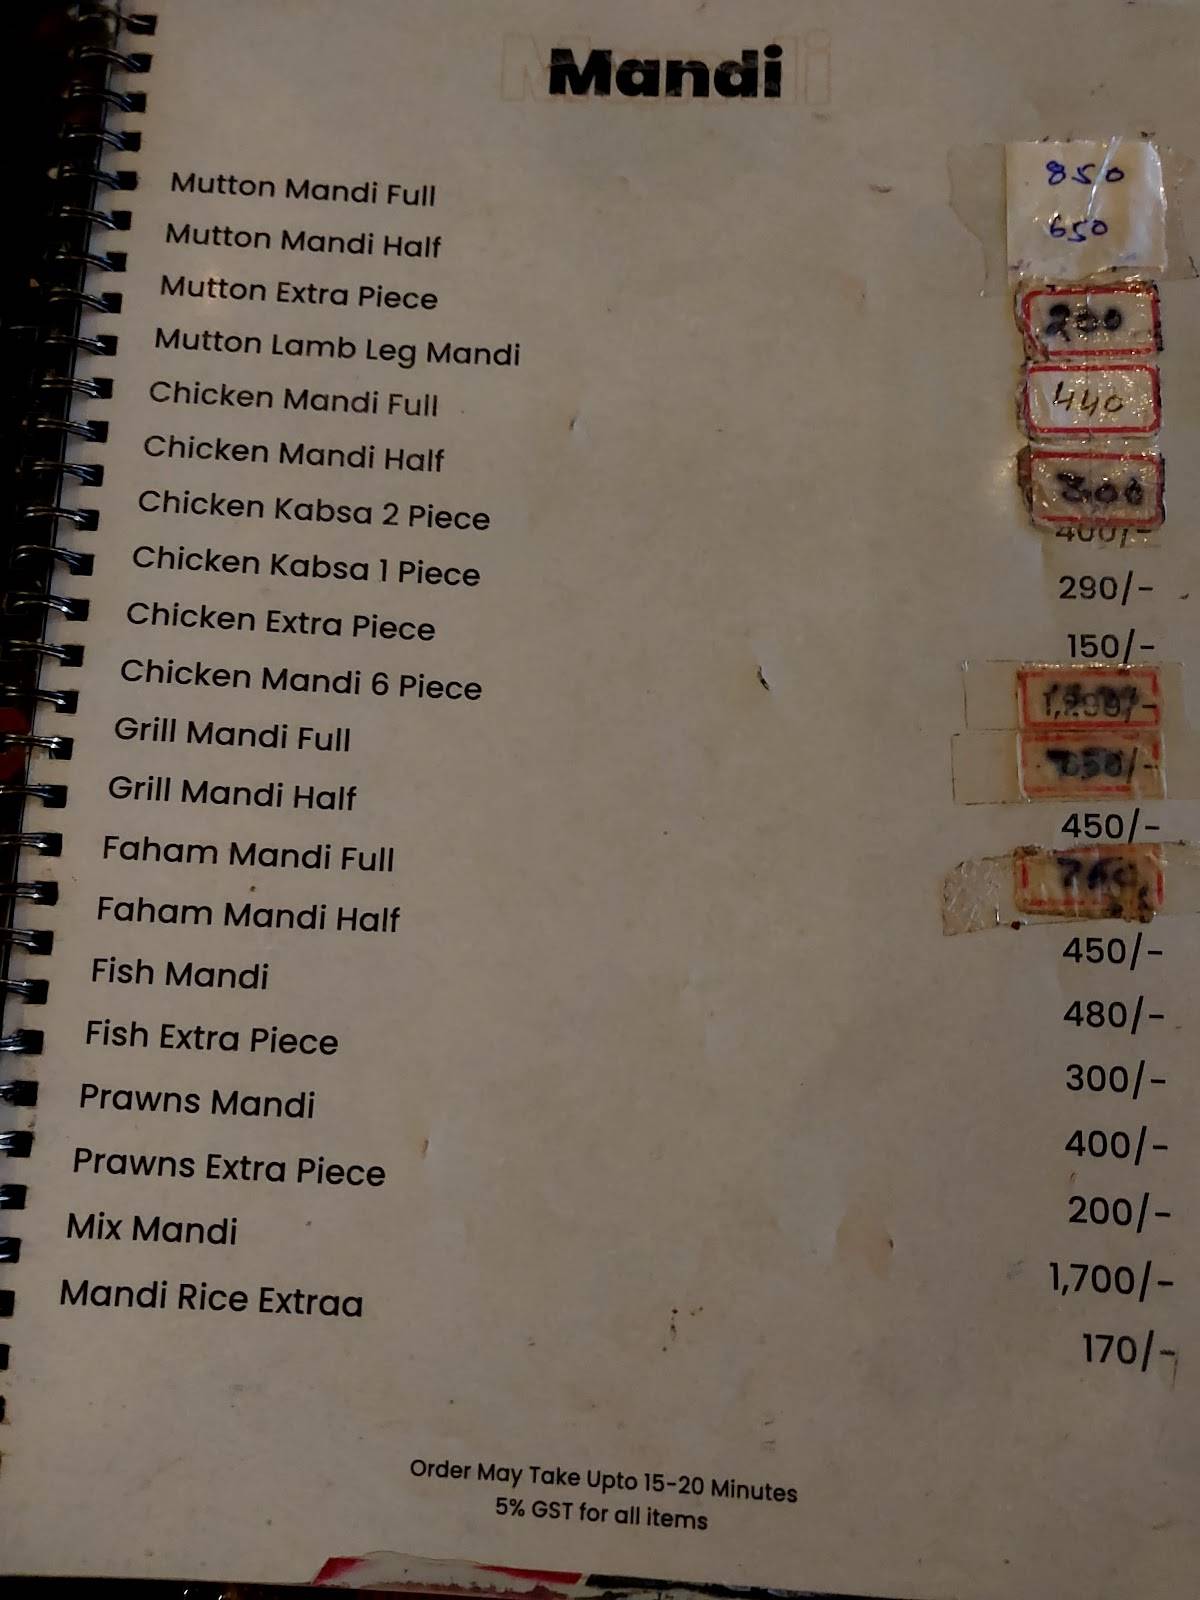 Mandi
Mutton Mandi Full
850
Mutton Mandi Half
650
Mutton Extra Piece
Mutton Lamb Leg Mandi
Chicken Mandi Full
440
Chicken Mandi Half
Chicken Kabsa 2 Piece
400/-
Chicken Kabsa 1 Piece
290/-
Chicken Extra Piece
150/-
Chicken Mandi 6 Piece
Grill Mandi Full
Grill Mandi Half
450/-
Faham Mandi Full
Faham Mandi Half
450/-
Fish Mandi
480/-
Fish Extra Piece
300/-
Prawns Mandi
400/-
Prawns Extra Piece
200/-
Mix Mandi
1,700/-
Mandi Rice Extraa
170/-
Order May Take Upto 15-20 Minutes
5% GST for all items